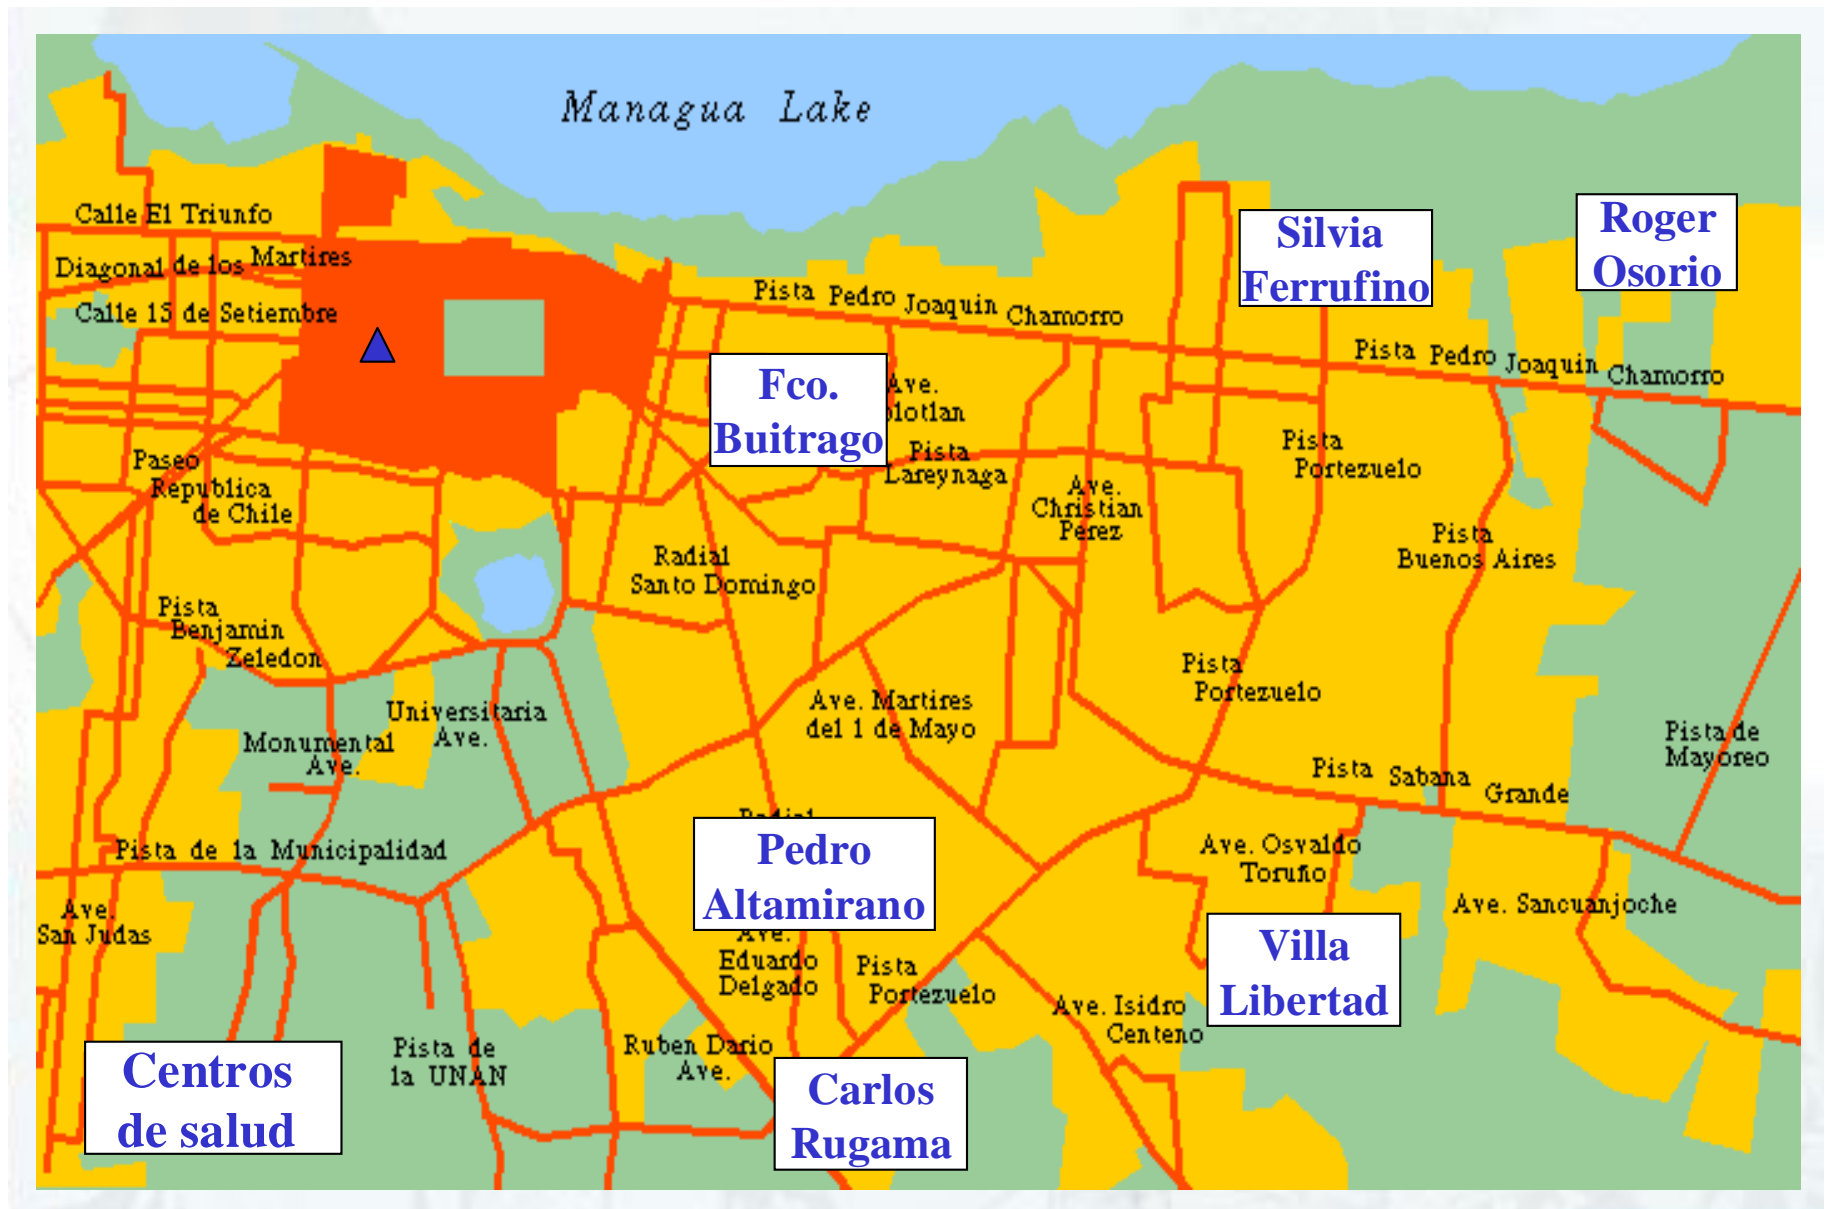 Managua Lake
Calle El Triunfo
Diagonal de los Martires
Calle 15 de Setiembre
Silvia
Ferrufino
Roger
Osorio
Pista Pedro Joaquin Chamorro
Pista Pedro Joaquin Chamorro
Fco.
Buitrago
Ave.
lotlan
Pista
Lareynaga
Pista
Portezuelo
Paseo
Republica
de Chile
Ave.
Christian
Perez
Pista
Buenos Aires
Radial
Santo Domingo
Pista
Benjamin
Zeledon
Pista
Portezuelo
Universitaria
Ave.
Ave. Martires
del 1 de Mayo
Monumental
Ave.
Pista de
Mayoreo
Pista Sabana Grande
Radial
Pista de la Municipalidad
Pedro
Altamirano
Ave. Osvaldo
Toruño
Ave.
San Judas
Ave. Sancuanjoche
Ave.
Eduardo
Delgado
Pista
Portezuelo
Villa
Libertad
Ave. Isidro
Centeno
Pista de
la UNAN
Ruben Dario
Ave.
Centros
de salud
Carlos
Rugama